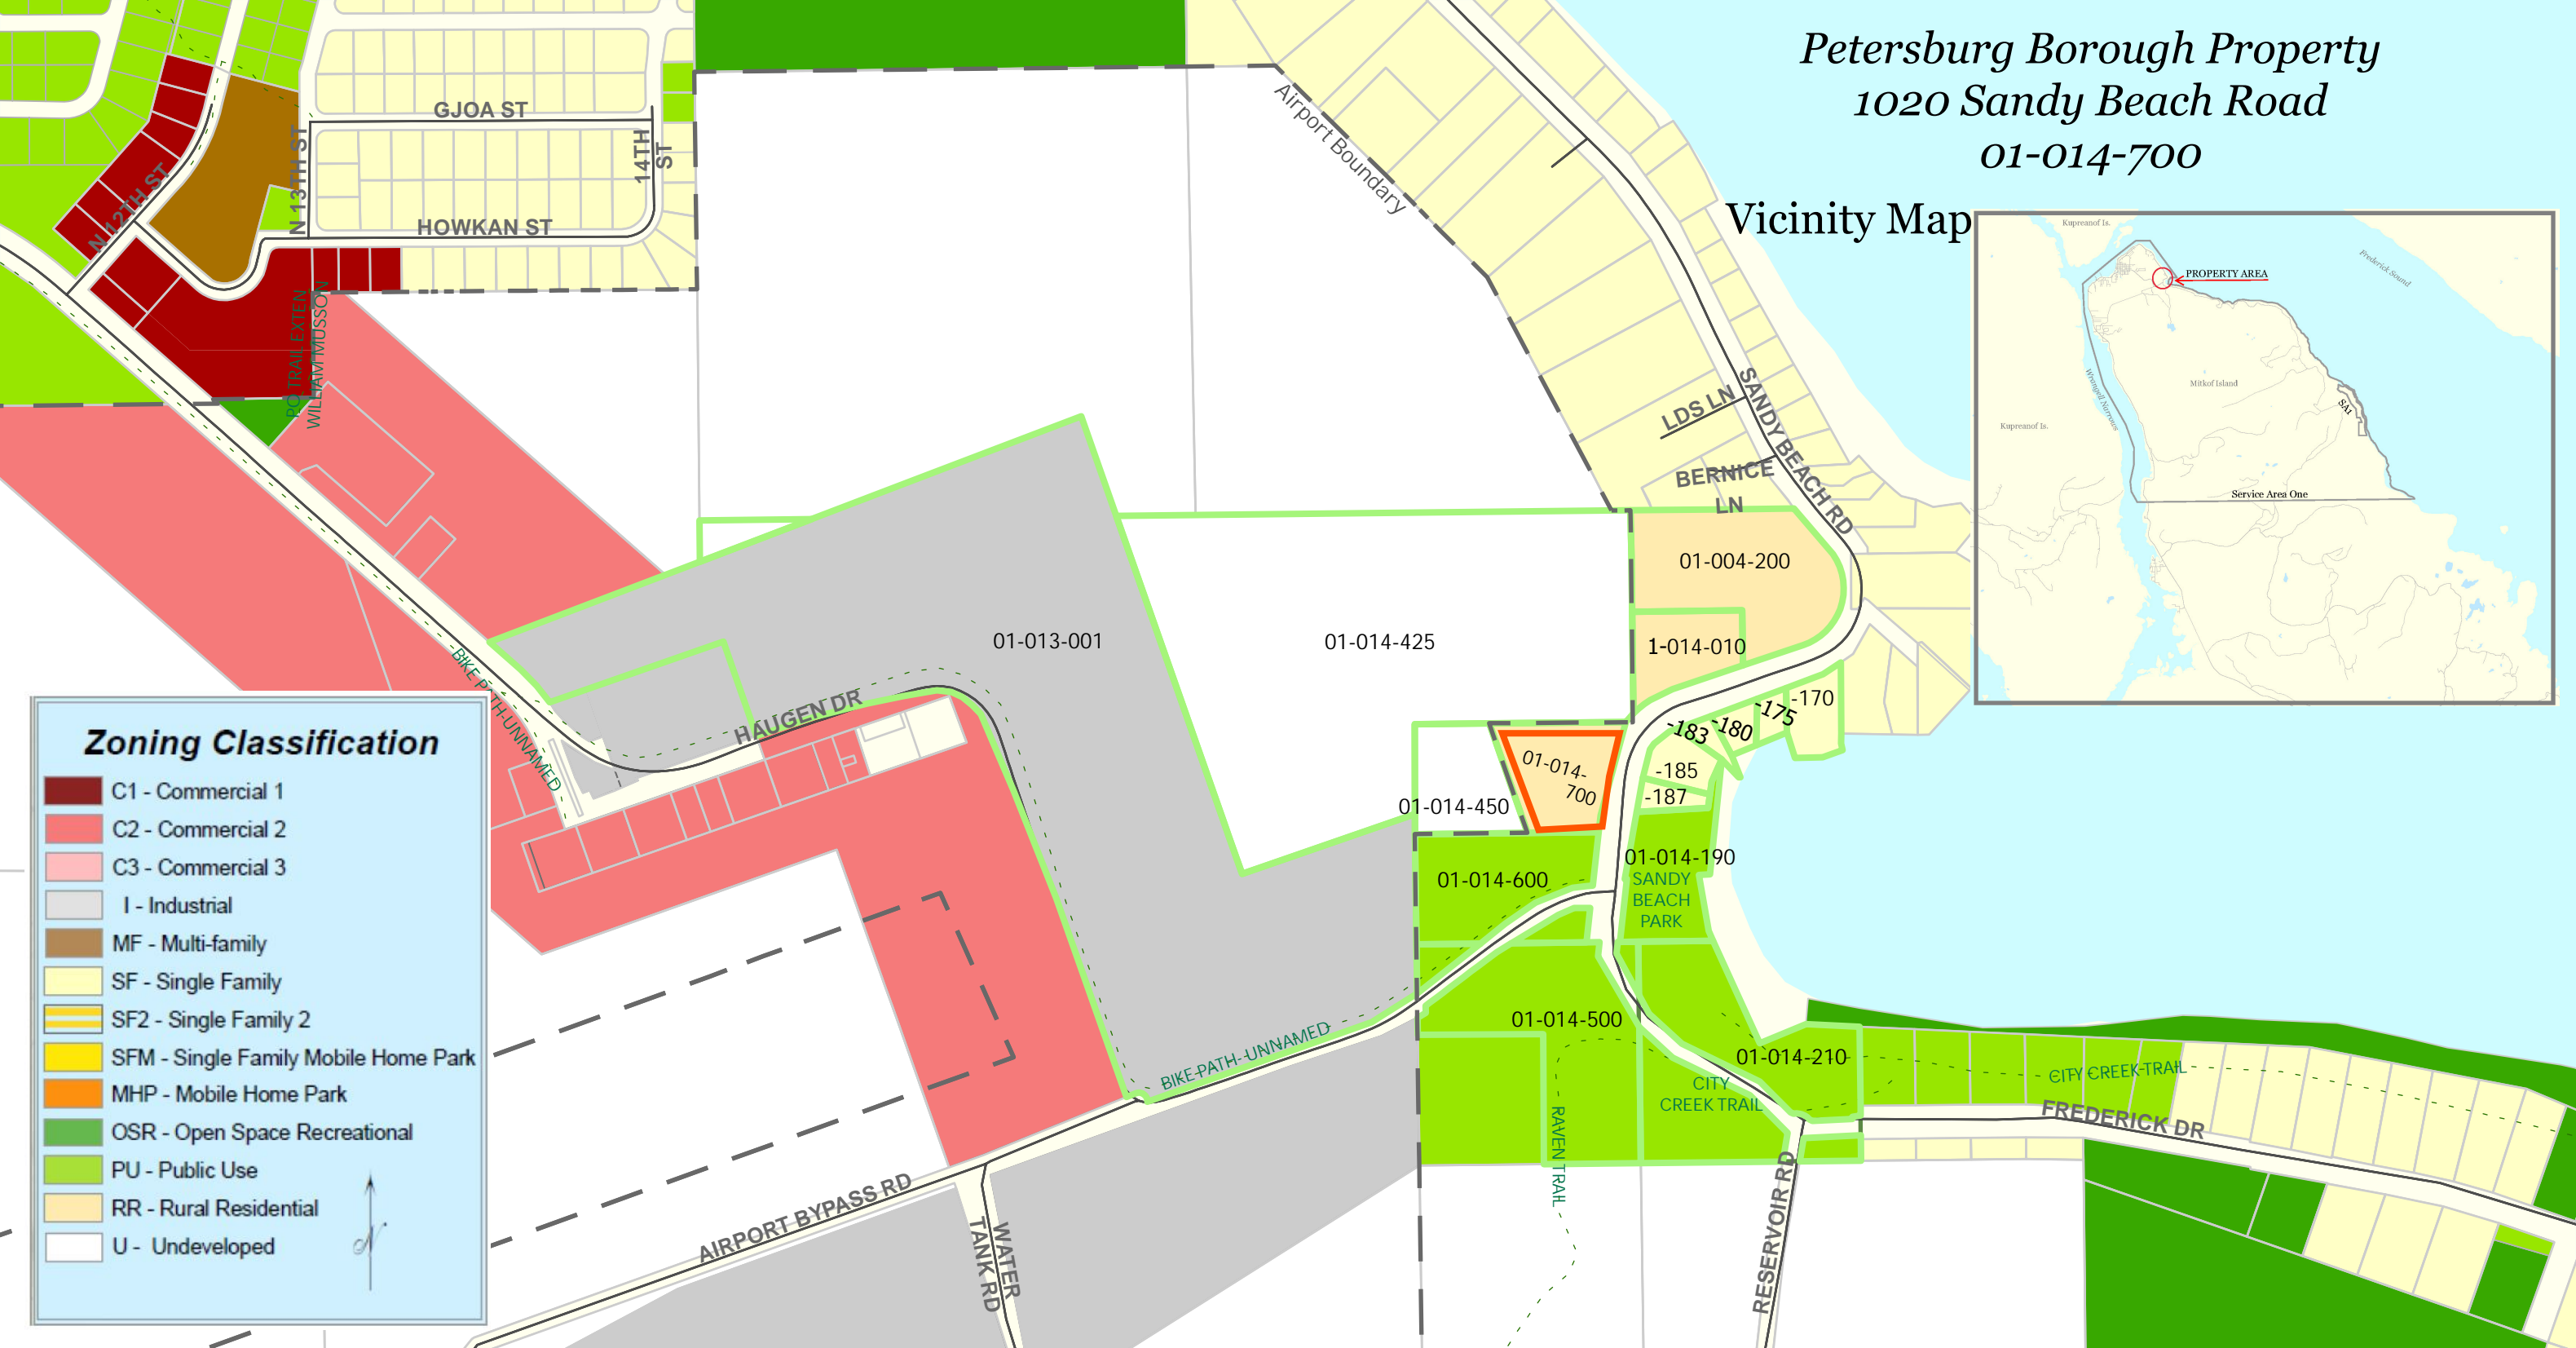 Petersburg Borough Property
1020 Sandy Beach Road
01-014-700
Vicinity Map
Kupreanof Is.
Frederick Sound
PROPERTY AREA
Wrangell Narrows
Mitkof Island
SA1
Kupreanof Is.
Service Area One
GJOA ST
14TH
ST
N 13TH ST
N 12TH ST
HOWKAN ST
WILLIAM MUSSON
Airport Boundary
LDS LN
SANDY BEACH RD
BERNICE
LN
01-004-200
1-014-010
01-013-001
01-014-425
-170
-175
-180
-183
-185
-187
01-014-
700
01-014-450
01-014-190
SANDY
BEACH
PARK
01-014-600
01-014-500
01-014-210
CITY
CREEK TRAIL
CITY CREEK TRAIL
FREDERICK DR
RAVEN TRAIL
RESERVOIR RD
HAUGEN DR
BIKE PATH-UNNAMED
BIKE-PATH-UNNAMED
AIRPORT BYPASS RD
WATER
TANK RD
Zoning Classification
C1 - Commercial 1
C2 - Commercial 2
C3 - Commercial 3
I - Industrial
MF - Multi-family
SF - Single Family
SF2 - Single Family 2
SFM - Single Family Mobile Home Park
MHP - Mobile Home Park
OSR - Open Space Recreational
PU - Public Use
RR - Rural Residential
U - Undeveloped
N